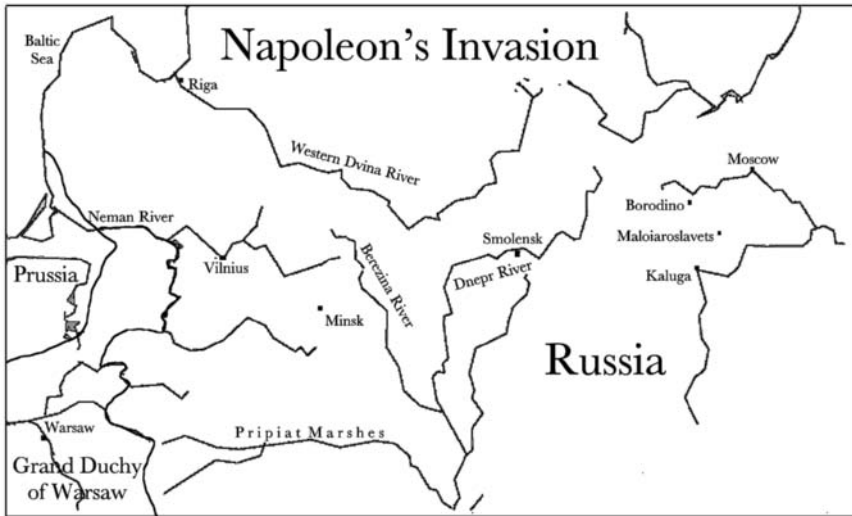 Napoleon's Invasion
Baltic
Sea
Riga
Western Dvina River
Moscow
Borodino
Neman River
Maloiaroslavets
Smolensk
Vilnius
Berezina River
Dnepr River
Kaluga
Prussia
Minsk
Russia
Warsaw
Pripiat Marshes
Grand Duchy
of Warsaw